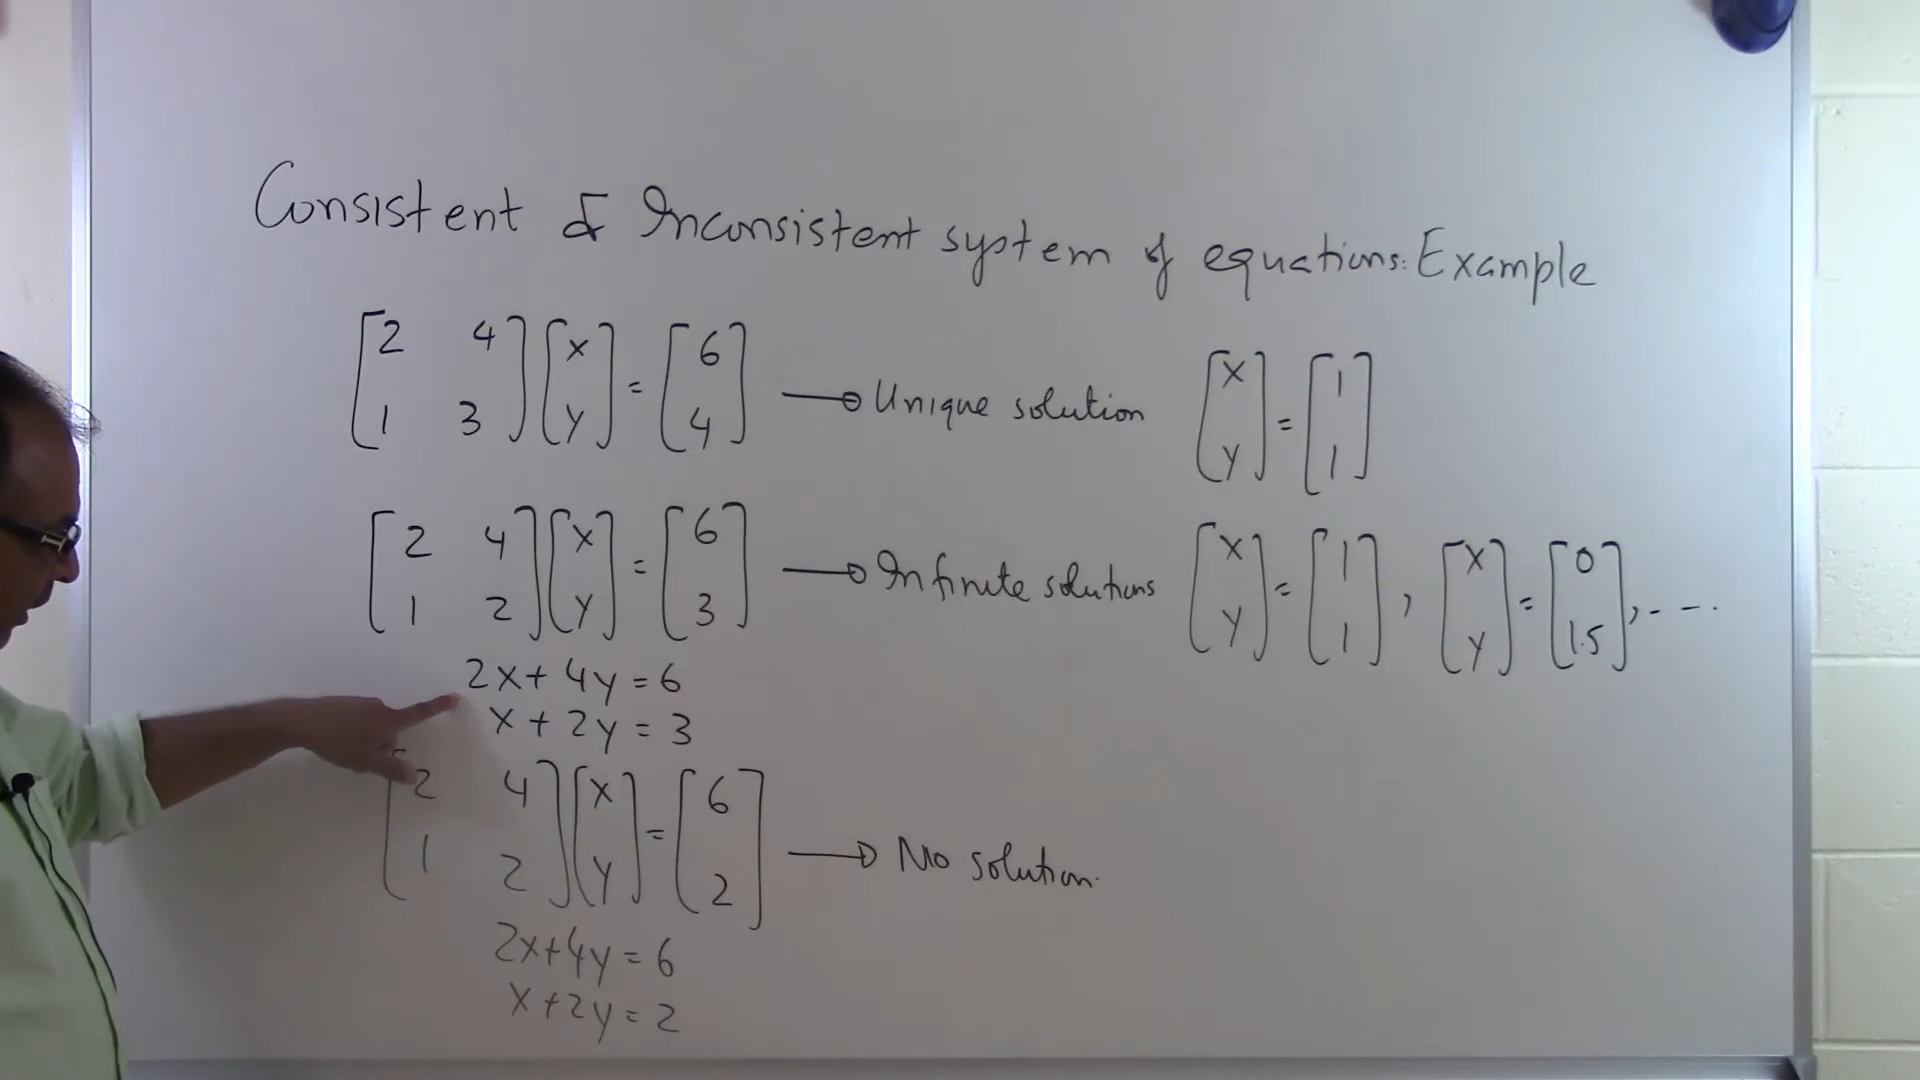 Consistent & Inconsistent system of equations: Example
[2 4; 1 3] [x; y] = [6; 4] → Unique solution [x; y] = [1; 1]
[2 4; 1 2] [x; y] = [6; 3] → Infinite solutions [x; y] = [1; 1], [x; y] = [0; 1.5], - - .
2x + 4y = 6
x + 2y = 3
[2 4; 1 2] [x; y] = [6; 2] → No solution.
2x+4y = 6
x+2y = 2